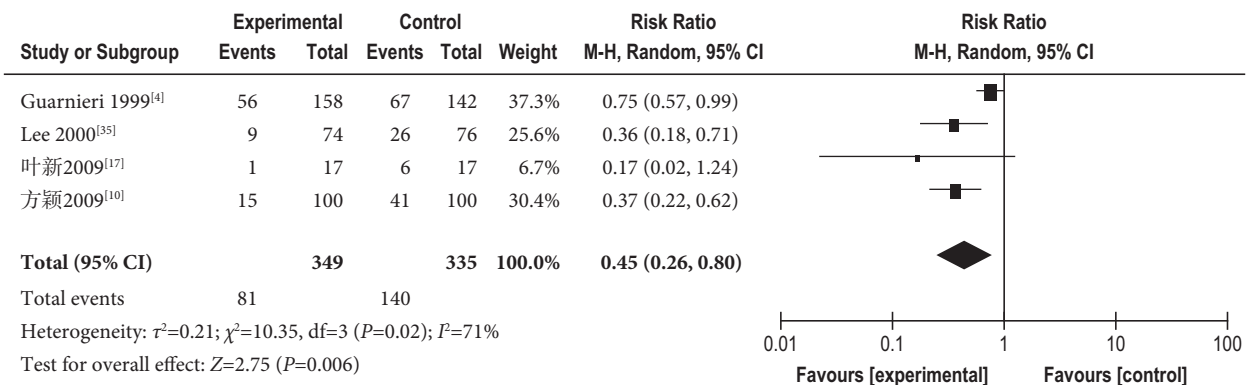 Experimental Control Risk Ratio Risk Ratio
Study or Subgroup Events Total Events Total Weight M-H, Random, 95% CI M-H, Random, 95% CI
Guarnieri 1999[4] 56 158 67 142 37.3% 0.75 (0.57, 0.99)
Lee 2000[35] 9 74 26 76 25.6% 0.36 (0.18, 0.71)
叶新2009[17] 1 17 6 17 6.7% 0.17 (0.02, 1.24)
方颖2009[10] 15 100 41 100 30.4% 0.37 (0.22, 0.62)
Total (95% CI) 349 335 100.0% 0.45 (0.26, 0.80)
Total events 81 140
Heterogeneity: τ²=0.21; χ²=10.35, df=3 (P=0.02); I²=71%
Test for overall effect: Z=2.75 (P=0.006)
0.01 0.1 1 10 100
Favours [experimental] Favours [control]